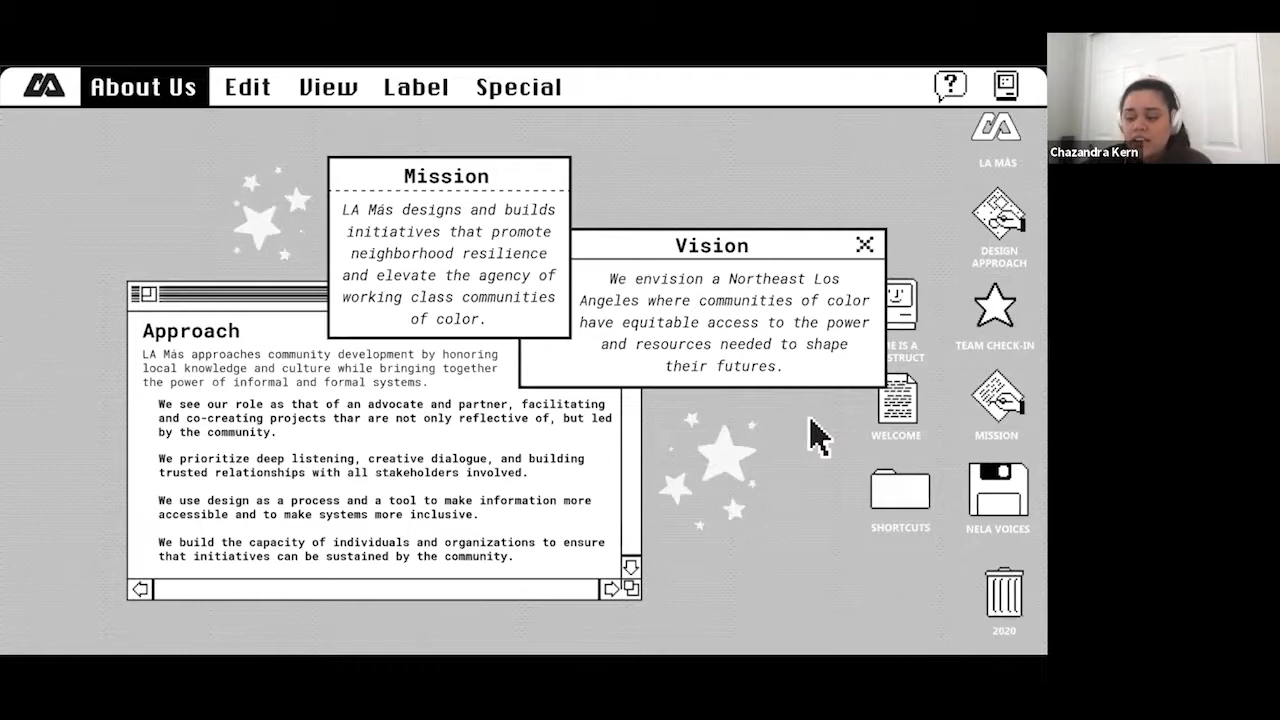 About Us Edit View Label Special
?
Chazandra Kern
LA MÀS
DESIGN
APPROACH
TEAM CHECK-IN
Mission
LA Más designs and builds
initiatives that promote
neighborhood resilience
and elevate the agency of
working class communities
of color.
Vision
We envision a Northeast Los
Angeles where communities of color
have equitable access to the power
and resources needed to shape
their futures.
Approach
LA Más approaches community development by honoring
local knowledge and culture while bringing together
the power of informal and formal systems.
We see our role as that of an advocate and partner, facilitating
and co-creating projects that are not only reflective of, but led
by the community.
We prioritize deep listening, creative dialogue, and building
trusted relationships with all stakeholders involved.
We use design as a process and a tool to make information more
accessible and to make systems more inclusive.
We build the capacity of individuals and organizations to ensure
that initiatives can be sustained by the community.
IS A
STRUCT
WELCOME
MISSION
SHORTCUTS
NELA VOICES
2020